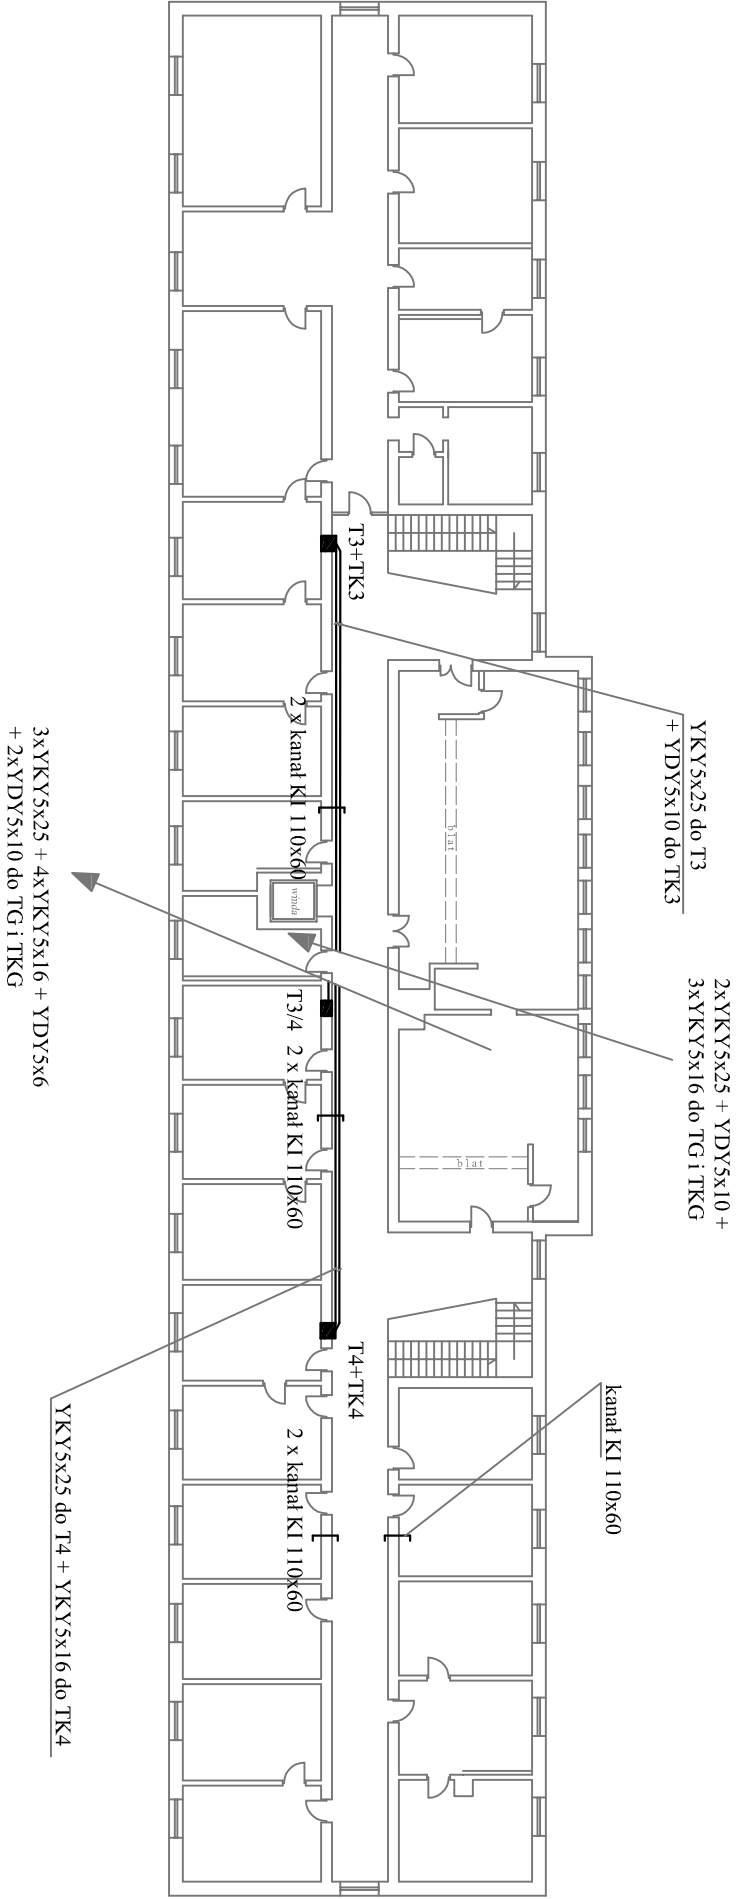 T3+TK3
YKY5x25 do T3
+ YDY5x10 do TK3
2 x kanał KI 110x60
blat
winda
3xYKY5x25 + 4xYKY5x16 + YDY5x6
+ 2xYDY5x10 do TG i TKG
2xYKY5x25 + YDY5x10 +
3xYKY5x16 do TG i TKG
T3/4
2 x kanał KI 110x60
blat
T4+TK4
kanał KI 110x60
YKY5x25 do T4 + YKY5x16 do TK4
2 x kanał KI 110x60